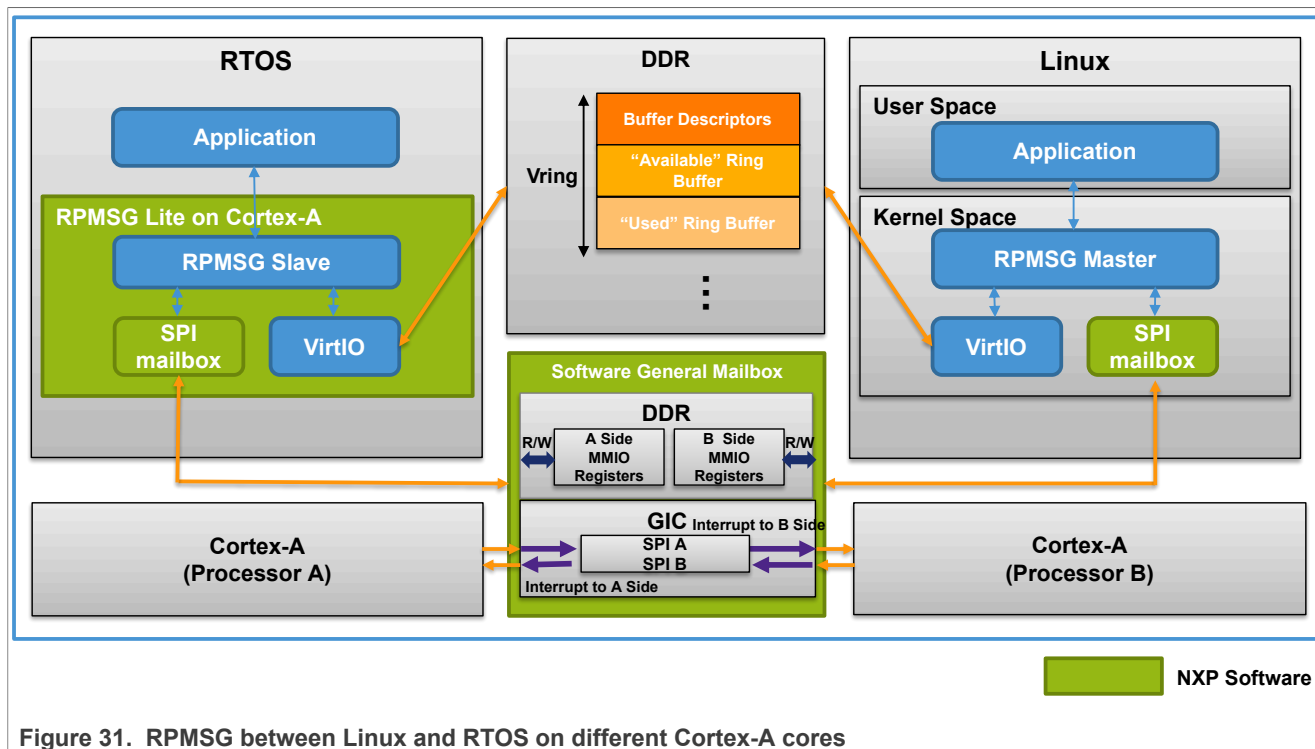 RTOS
Application
RPMSG Lite on Cortex-A
RPMSG Slave
SPI
mailbox
VirtIO
DDR
Vring
Buffer Descriptors
“Available” Ring
Buffer
“Used” Ring Buffer
Linux
User Space
Application
Kernel Space
RPMSG Master
VirtIO
SPI
mailbox
Software General Mailbox
DDR
R/W
A Side
MMIO
Registers
B Side
MMIO
Registers
R/W
GIC
Interrupt to B Side
SPI A
SPI B
Interrupt to A Side
Cortex-A
(Processor A)
Cortex-A
(Processor B)
NXP Software
Figure 31. RPMSG between Linux and RTOS on different Cortex-A cores